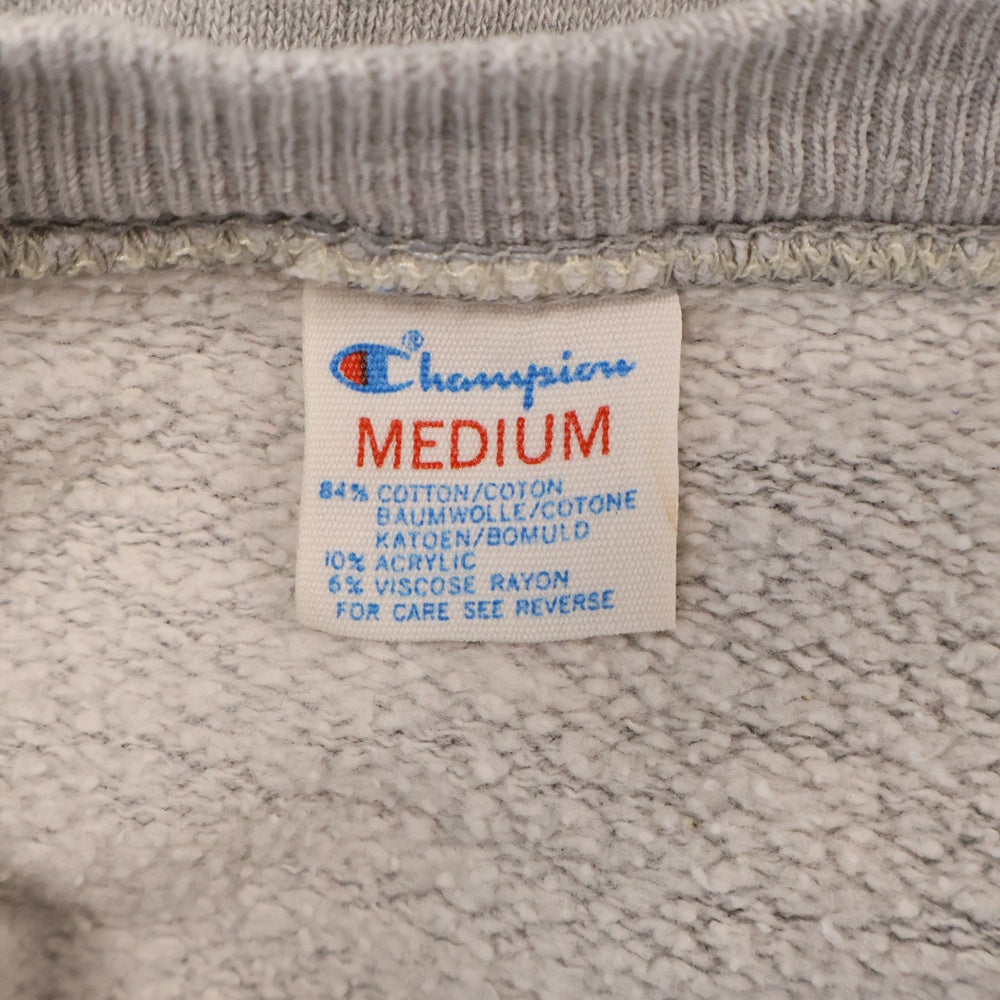 Champion®
MEDIUM
84% COTTON/COTON
BAUMWOLLE/COTONE
KATOEN/BOMULD
10% ACRYLIC
6% VISCOSE RAYON
FOR CARE SEE REVERSE